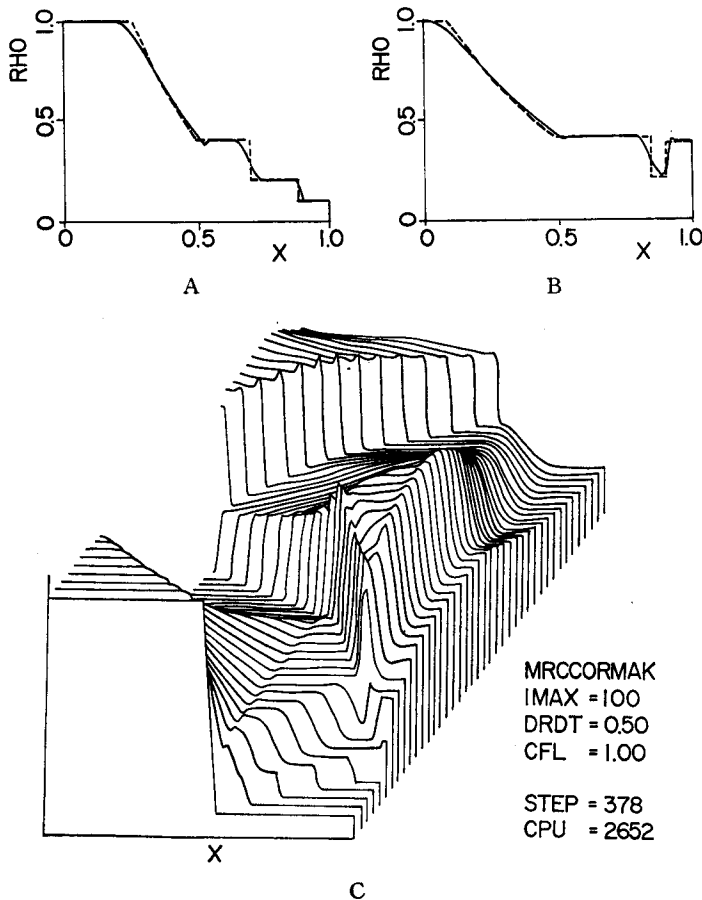 1.0
RHO
0.5
0
0
0.5
X
1.0
A
1.0
RHO
0.5
0
0
0.5
X
1.0
B
X
MRCCORMAK
IMAX = 100
DRDT = 0.50
CFL = 1.00
STEP = 378
CPU = 2652
C